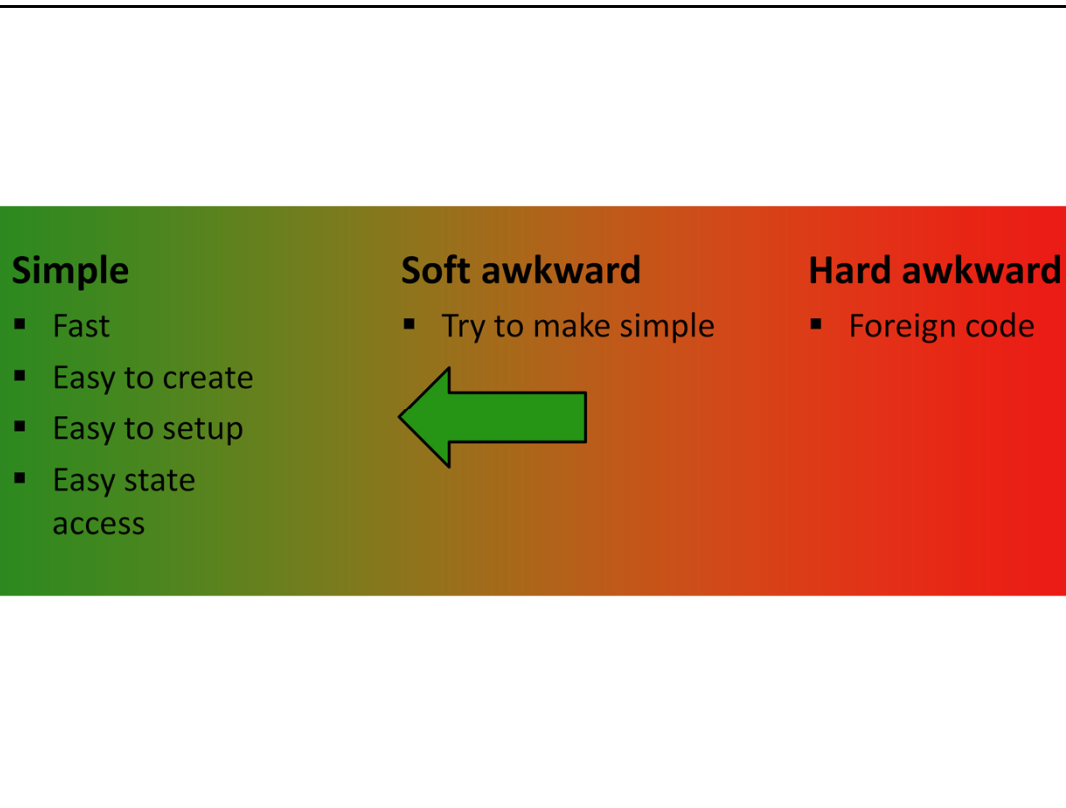 Simple
▪ Fast
▪ Easy to create
▪ Easy to setup
▪ Easy state
access
Soft awkward
▪ Try to make simple
Hard awkward
▪ Foreign code